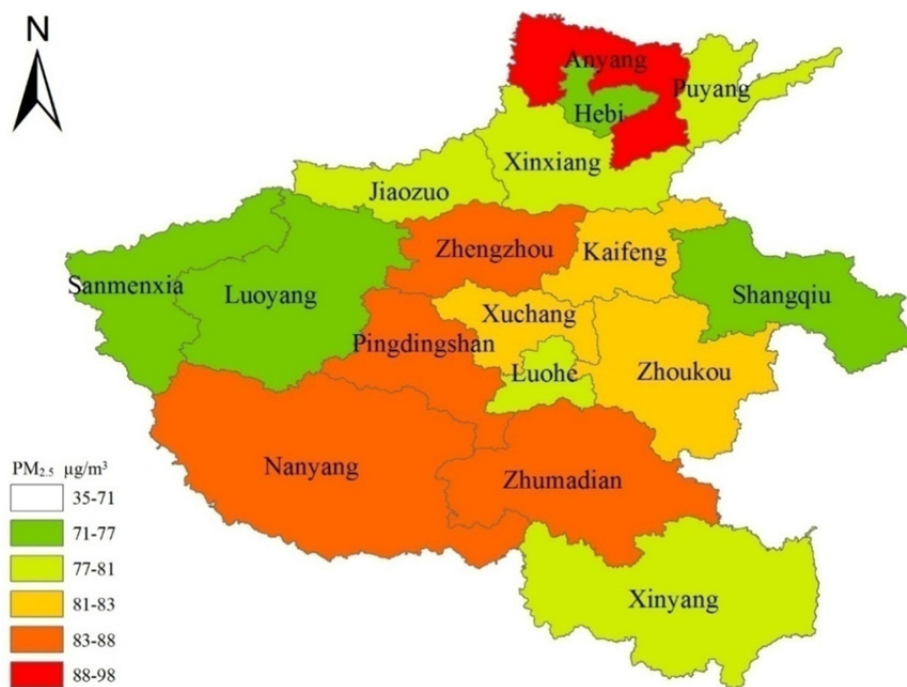 N
Anyang
Puyang
Hebi
Xinxiang
Jiaozuo
Zhengzhou
Kaifeng
Sanmenxia
Luoyang
Shangqiu
Xuchang
Pingdingshan
Luohe
Zhoukou
Nanyang
Zhumadian
Xinyang
PM₂.₅ µg/m³
35-71
71-77
77-81
81-83
83-88
88-98